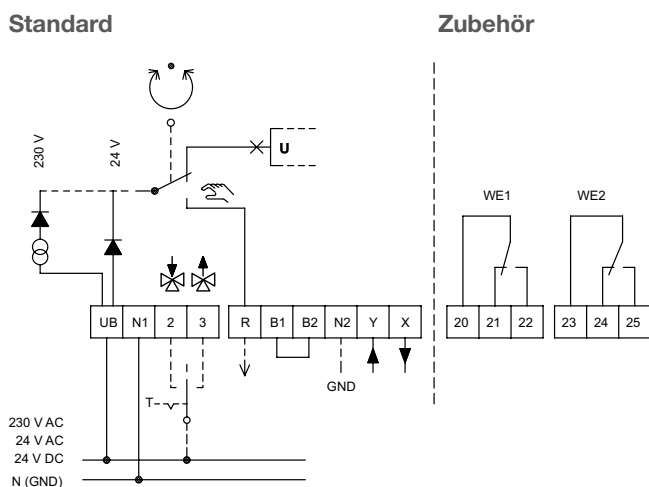 Standard
Zubehör
230 V
24 V
U
WE1
WE2
UB N1 2 3 R B1 B2 N2 Y X 20 21 22 23 24 25
GND
T
230 V AC
24 V AC
24 V DC
N (GND)